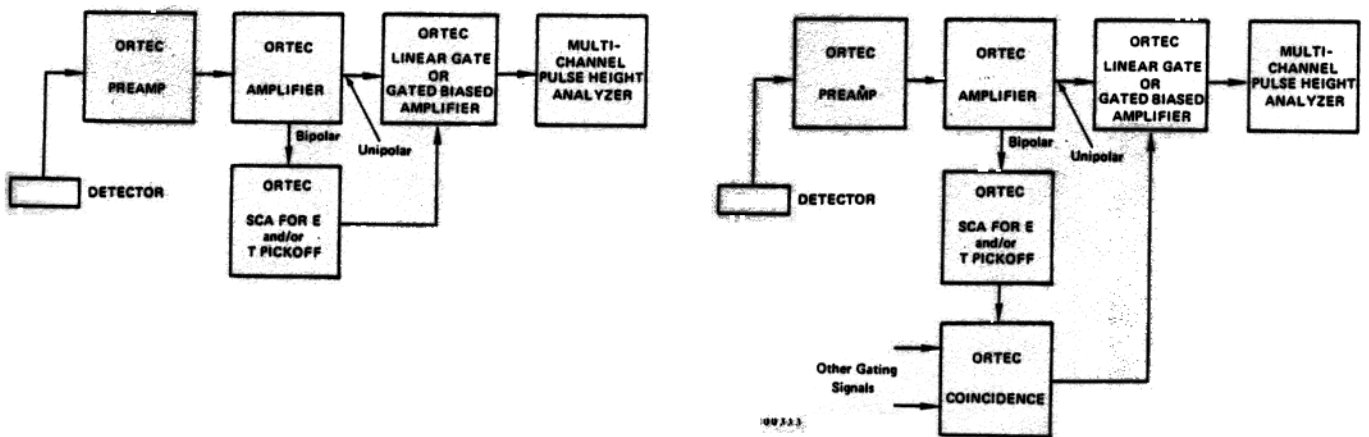 ORTEC
PREAMP
ORTEC
AMPLIFIER
ORTEC
LINEAR GATE
OR
GATED BIASED
AMPLIFIER
MULTI-
CHANNEL
PULSE HEIGHT
ANALYZER
Bipolar
Unipolar
DETECTOR
ORTEC
SCA FOR E
and/or
T PICKOFF
ORTEC
PREAMP
ORTEC
AMPLIFIER
ORTEC
LINEAR GATE
OR
GATED BIASED
AMPLIFIER
MULTI-
CHANNEL
PULSE HEIGHT
ANALYZER
Bipolar
Unipolar
DETECTOR
ORTEC
SCA FOR E
and/or
T PICKOFF
Other Gating
Signals
ORTEC
COINCIDENCE